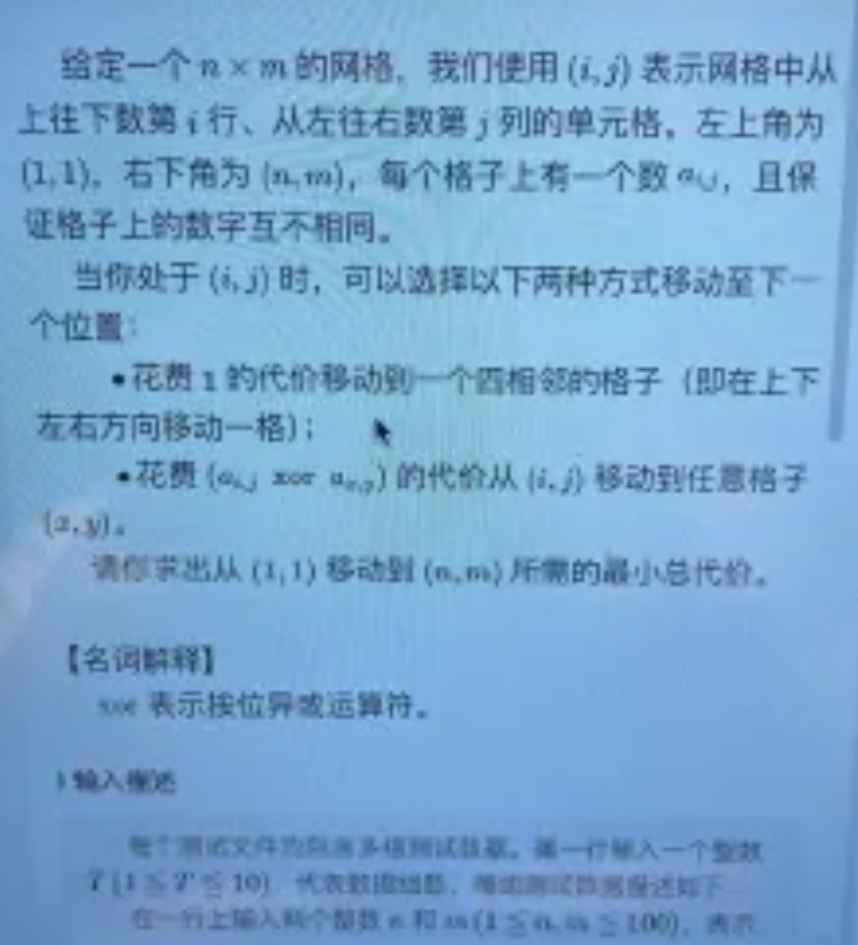 给定一个 n × m 的网格，我们使用 (i, j) 表示网格中从
上往下数第 i 行、从左往右数第 j 列的单元格，左上角为
(1,1)，右下角为 (n,m)，每个格子上有一个数 a_{i,j}，且保
证格子上的数字互不相同。
当你处于 (i, j) 时，可以选择以下两种方式移动至下一
个位置：
•花费 1 的代价移动到一个四相邻的格子（即在上下
左右方向移动一格）；
•花费 (a_{i,j} xor a_{x,y}) 的代价从 (i, j) 移动到任意格子
(x, y)。
请你求出从 (1,1) 移动到 (n,m) 所需的最小总代价。
【名词解释】
xor 表示按位异或运算符。
输入描述
每个测试文件均包含多组测试数据。第一行输入一个整数
T (1 ≤ T ≤ 10) 代表数据组数，每组测试数据描述如下
在一行上输入两个整数 n 和 m (1 ≤ n, m ≤ 100)，表示